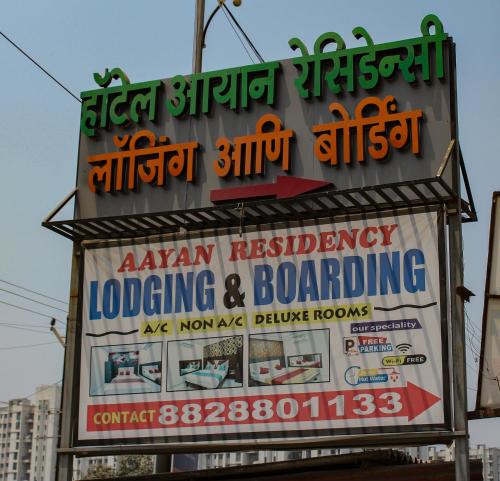 हॉटेल आयान रेसिडेन्सी
लॉजिंग आणि बोर्डिंग
AAYAN RESIDENCY
LODGING & BOARDING
A/C NON A/C DELUXE ROOMS
our speciality
P FREE PARKING
Wi-Fi FREE
Hot Water
CONTACT 8828801133